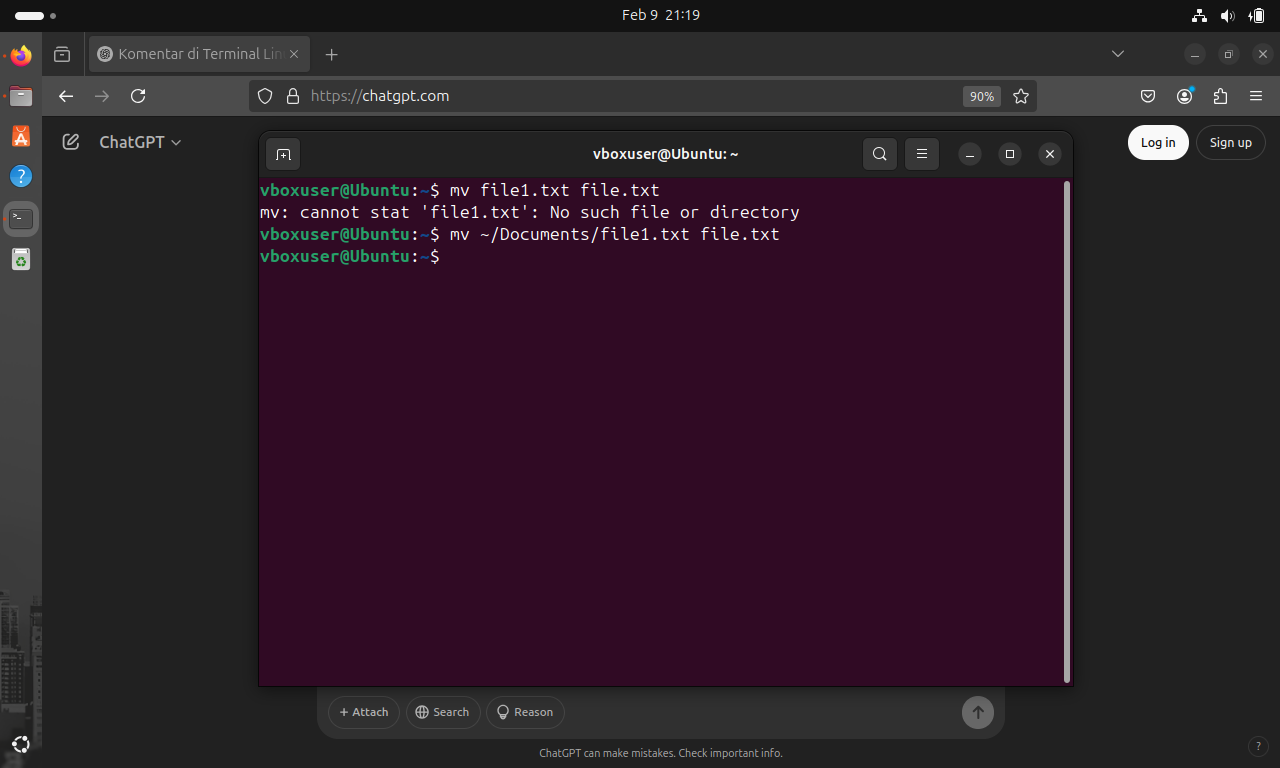 Feb 9 21:19
Komentar di Terminal Lin
https://chatgpt.com
90%
ChatGPT
Log in
Sign up
vboxuser@Ubuntu: ~
vboxuser@Ubuntu:~$ mv file1.txt file.txt
mv: cannot stat 'file1.txt': No such file or directory
vboxuser@Ubuntu:~$ mv ~/Documents/file1.txt file.txt
vboxuser@Ubuntu:~$
+ Attach
Search
Reason
ChatGPT can make mistakes. Check important info.
?